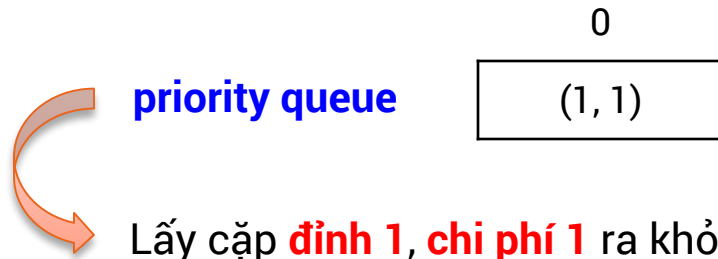 0
priority queue (1, 1)
Lấy cặp đỉnh 1, chi phí 1 ra khỏ